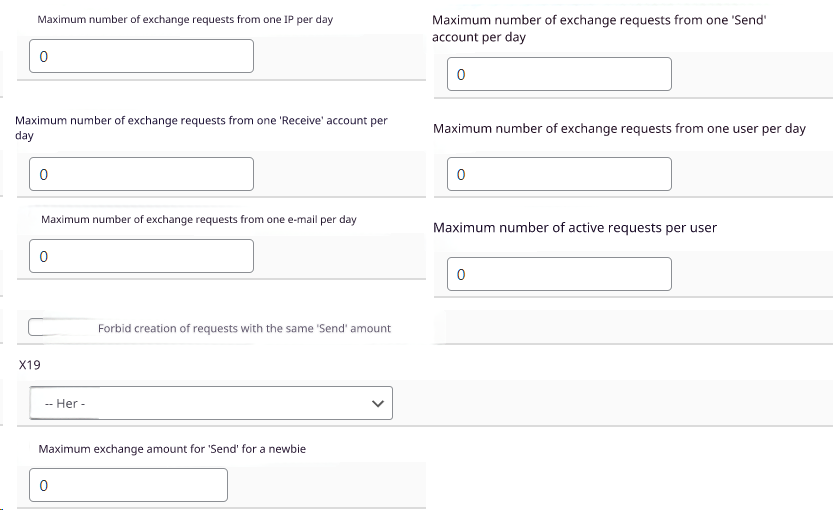 Maximum number of exchange requests from one IP per day
0
Maximum number of exchange requests from one 'Send'
account per day
0
Maximum number of exchange requests from one 'Receive' account per
day
0
Maximum number of exchange requests from one user per day
0
Maximum number of exchange requests from one e-mail per day
0
Maximum number of active requests per user
0
Forbid creation of requests with the same 'Send' amount
X19
-- Her -
Maximum exchange amount for 'Send' for a newbie
0